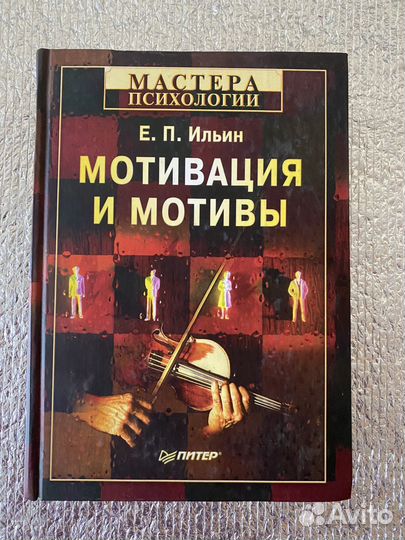 МАСТЕРА
ПСИХОЛОГИИ
Е. П. Ильин
МОТИВАЦИЯ
И МОТИВЫ
ПИТЕР
Avito